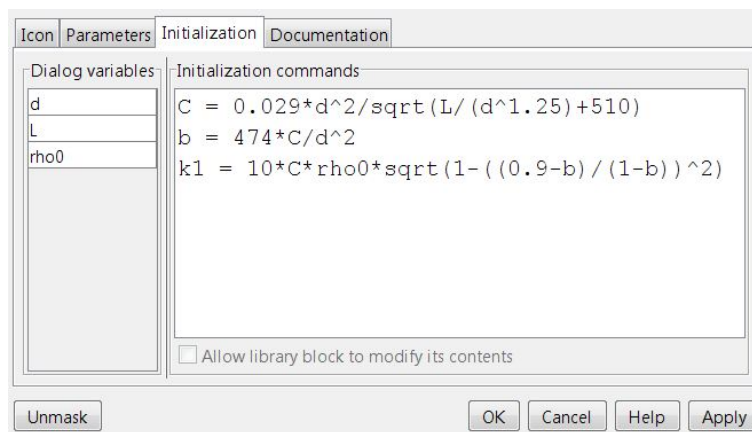 Icon Parameters Initialization Documentation
Dialog variables
d
L
rho0
Initialization commands
C = 0.029*d^2/sqrt(L/(d^1.25)+510)
b = 474*C/d^2
k1 = 10*C*rho0*sqrt(1-((0.9-b)/(1-b))^2)
Allow library block to modify its contents
Unmask OK Cancel Help Apply